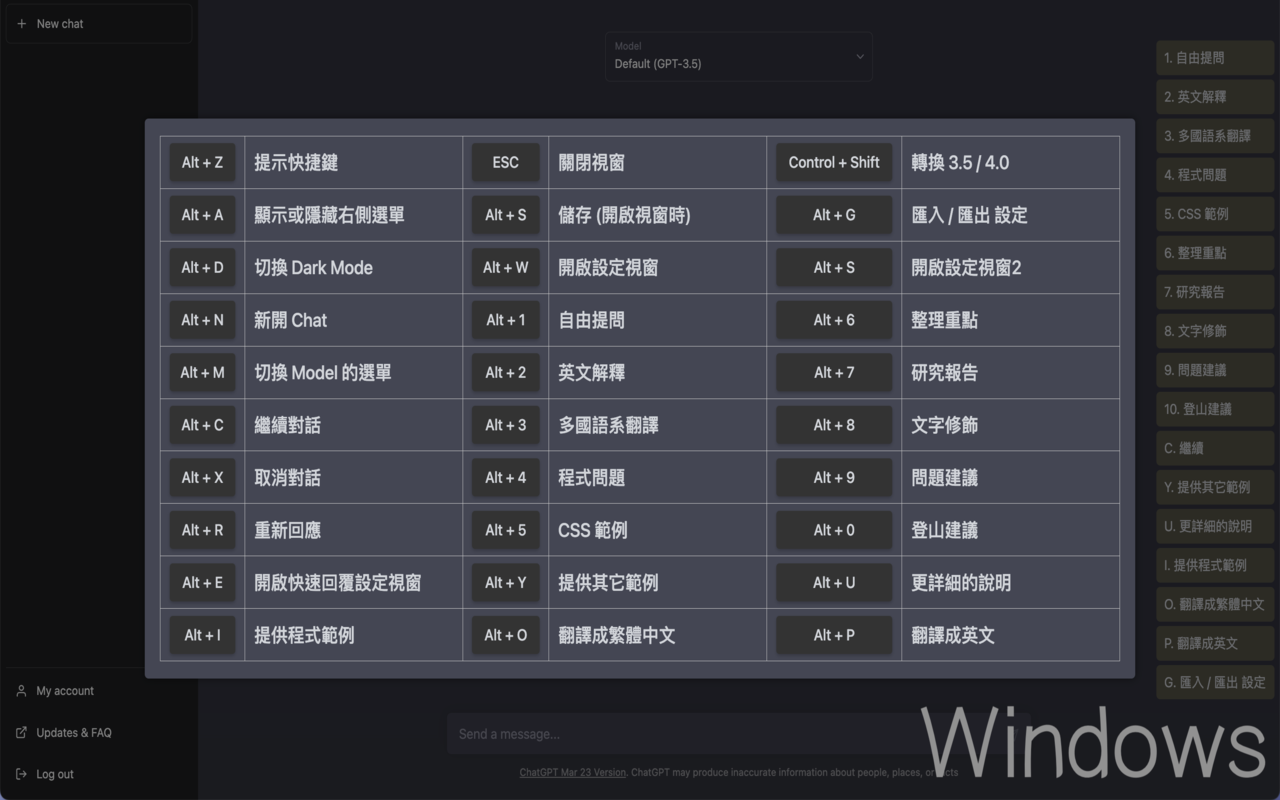 New chat
Model
Default (GPT-3.5)
Alt + Z 提示快捷鍵 ESC 關閉視窗 Control + Shift 轉換 3.5 / 4.0
Alt + A 顯示或隱藏右側選單 Alt + S 儲存 (開啟視窗時) Alt + G 匯入 / 匯出 設定
Alt + D 切換 Dark Mode Alt + W 開啟設定視窗 Alt + S 開啟設定視窗2
Alt + N 新開 Chat Alt + 1 自由提問 Alt + 6 整理重點
Alt + M 切換 Model 的選單 Alt + 2 英文解釋 Alt + 7 研究報告
Alt + C 繼續對話 Alt + 3 多國語系翻譯 Alt + 8 文字修飾
Alt + X 取消對話 Alt + 4 程式問題 Alt + 9 問題建議
Alt + R 重新回應 Alt + 5 CSS 範例 Alt + 0 登山建議
Alt + E 開啟快速回覆設定視窗 Alt + Y 提供其它範例 Alt + U 更詳細的說明
Alt + I 提供程式範例 Alt + O 翻譯成繁體中文 Alt + P 翻譯成英文
1. 自由提問
2. 英文解釋
3. 多國語系翻譯
4. 程式問題
5. CSS 範例
6. 整理重點
7. 研究報告
8. 文字修飾
9. 問題建議
10. 登山建議
C. 繼續
Y. 提供其它範例
U. 更詳細的說明
I. 提供程式範例
O. 翻譯成繁體中文
P. 翻譯成英文
G. 匯入 / 匯出 設定
My account
Updates & FAQ
Log out
Send a message...
ChatGPT Mar 23 Version. ChatGPT may produce inaccurate information about people, places, or
Windows